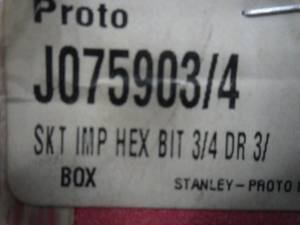 Proto
J075903/4
SKT IMP HEX BIT 3/4 DR 3/
BOX STANLEY-PROTO